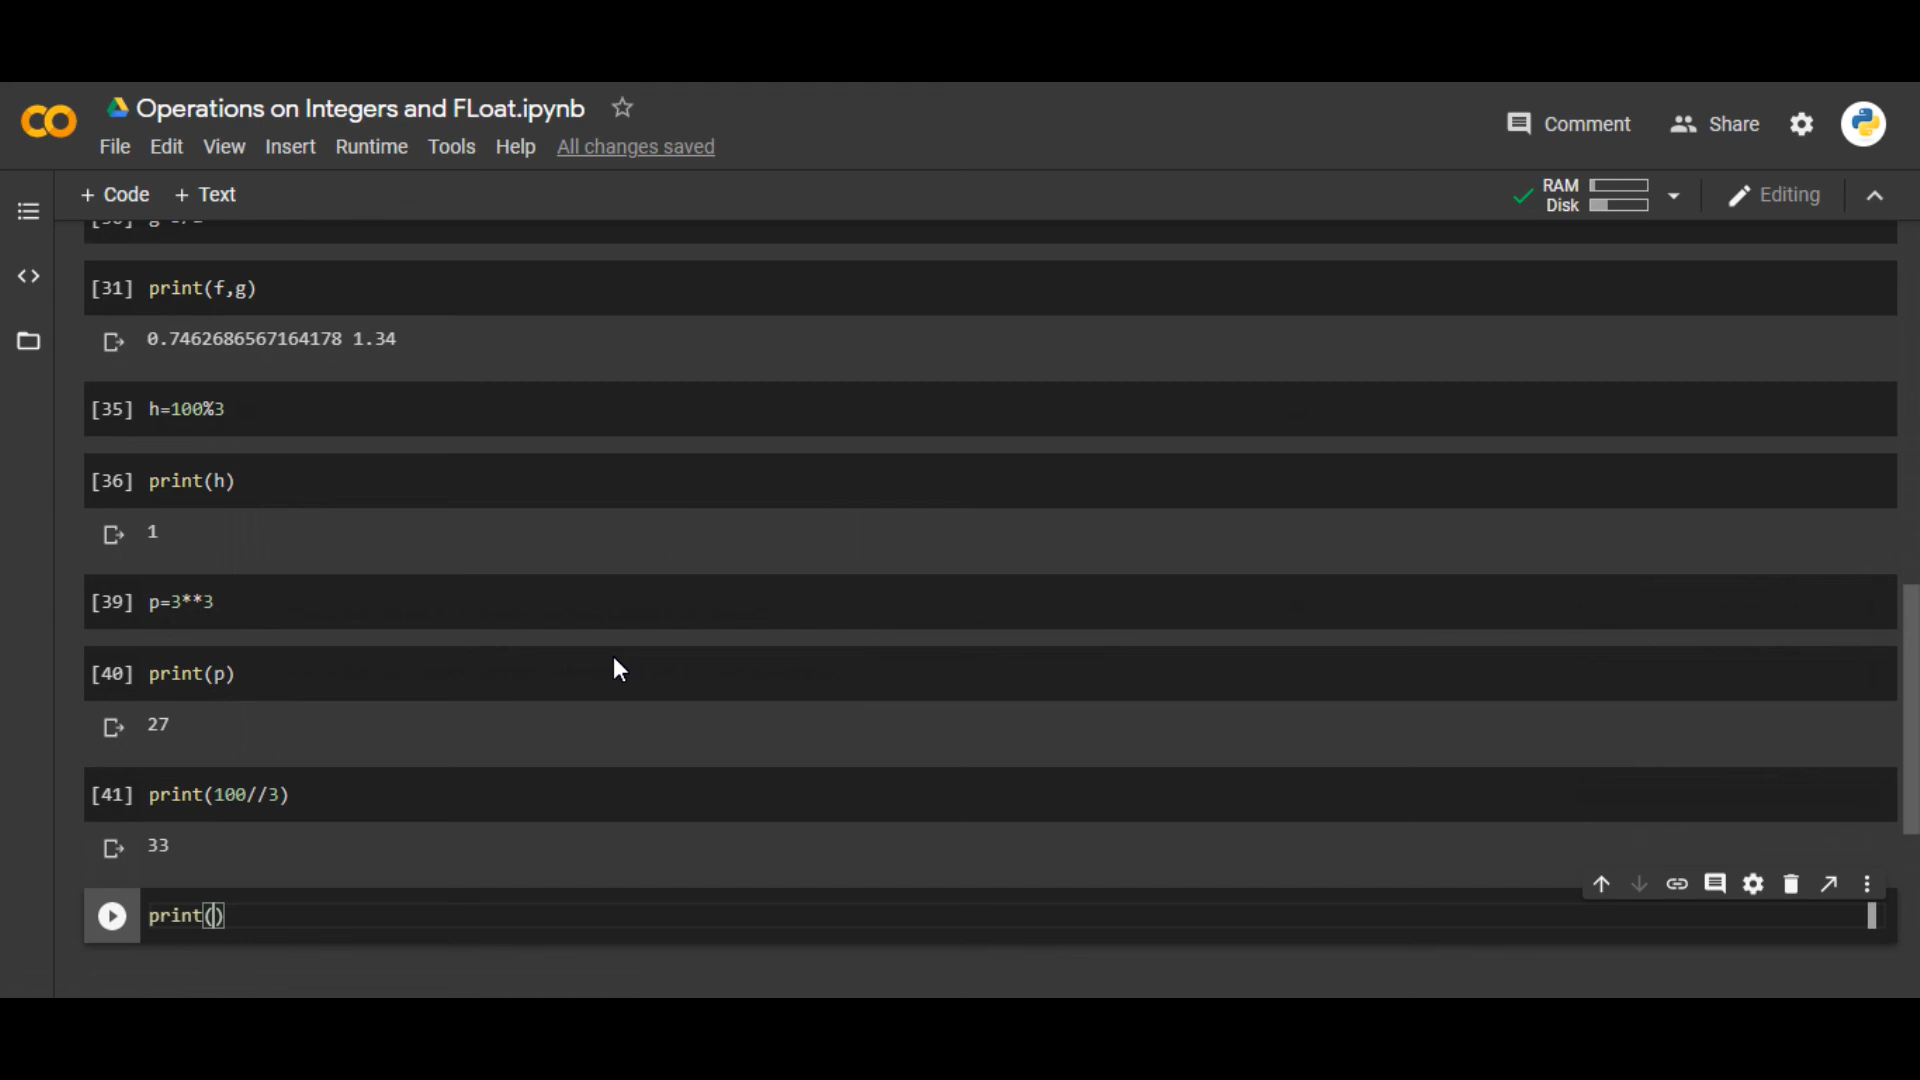 Operations on Integers and FLoat.ipynb
File Edit View Insert Runtime Tools Help All changes saved
Comment Share
+ Code + Text
RAM
Disk
Editing
[31] print(f,g)
0.7462686567164178 1.34
[35] h=100%3
[36] print(h)
1
[39] p=3**3
[40] print(p)
27
[41] print(100//3)
33
print()